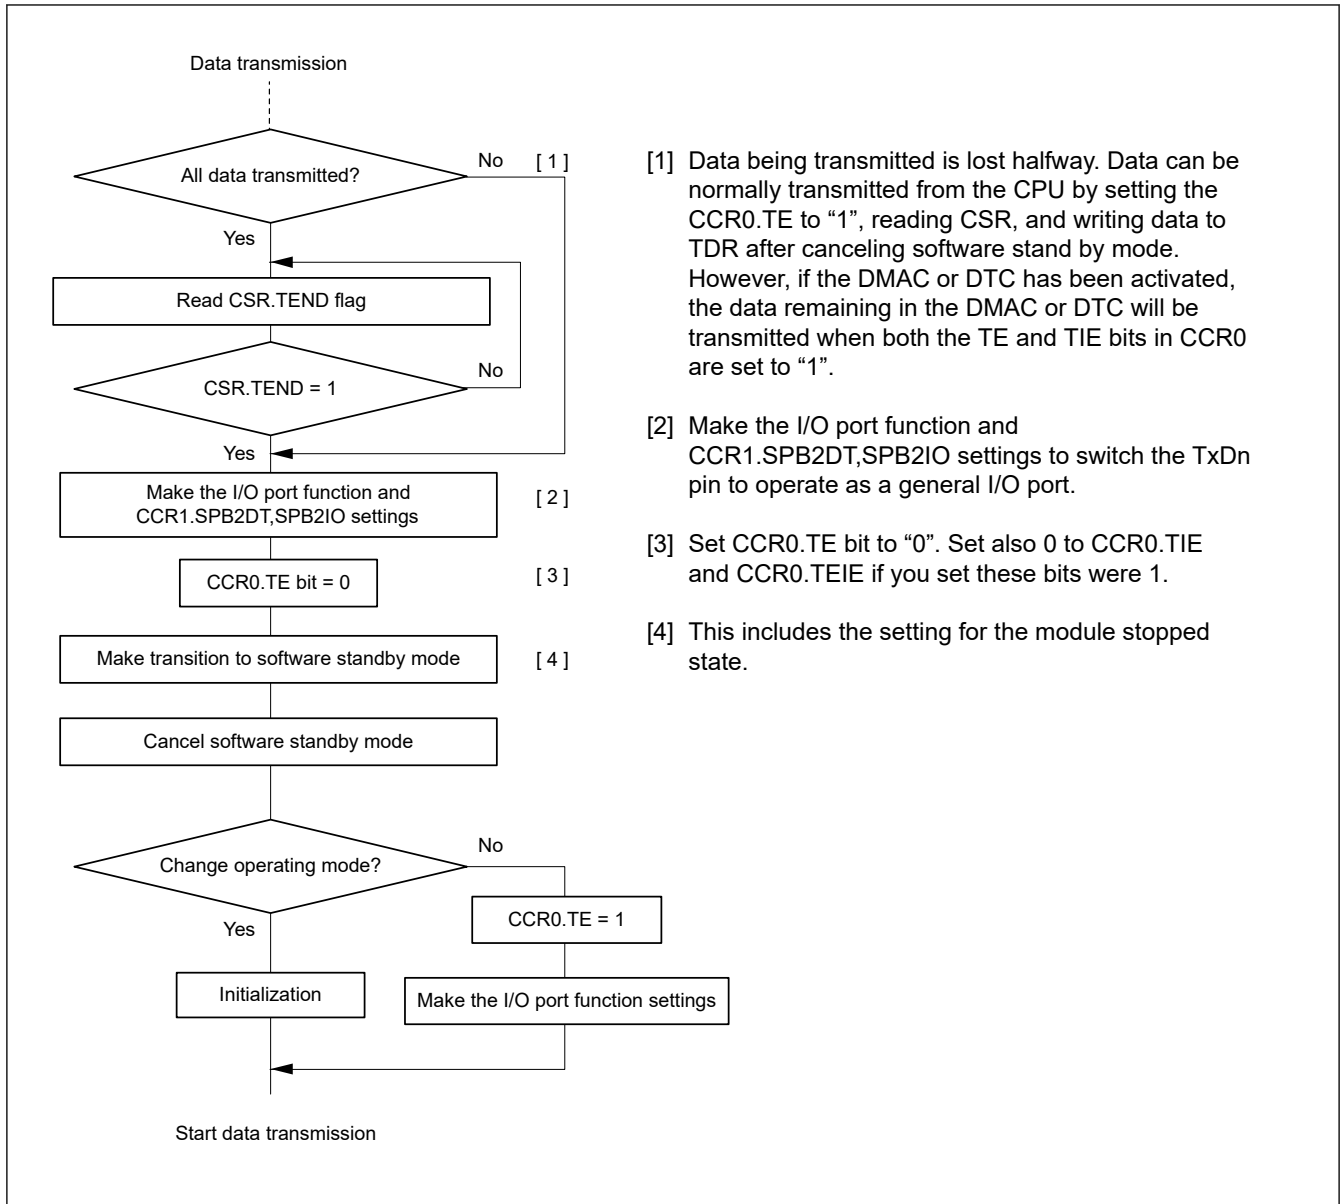 Data transmission
All data transmitted?
No
[ 1 ]
Yes
Read CSR.TEND flag
CSR.TEND = 1
No
Yes
Make the I/O port function and
CCR1.SPB2DT,SPB2IO settings
[ 2 ]
CCR0.TE bit = 0
[ 3 ]
Make transition to software standby mode
[ 4 ]
Cancel software standby mode
Change operating mode?
No
Yes
CCR0.TE = 1
Initialization
Make the I/O port function settings
Start data transmission
[1] Data being transmitted is lost halfway. Data can be
normally transmitted from the CPU by setting the
CCR0.TE to “1”, reading CSR, and writing data to
TDR after canceling software stand by mode.
However, if the DMAC or DTC has been activated,
the data remaining in the DMAC or DTC will be
transmitted when both the TE and TIE bits in CCR0
are set to “1”.
[2] Make the I/O port function and
CCR1.SPB2DT,SPB2IO settings to switch the TxDn
pin to operate as a general I/O port.
[3] Set CCR0.TE bit to “0”. Set also 0 to CCR0.TIE
and CCR0.TEIE if you set these bits were 1.
[4] This includes the setting for the module stopped
state.